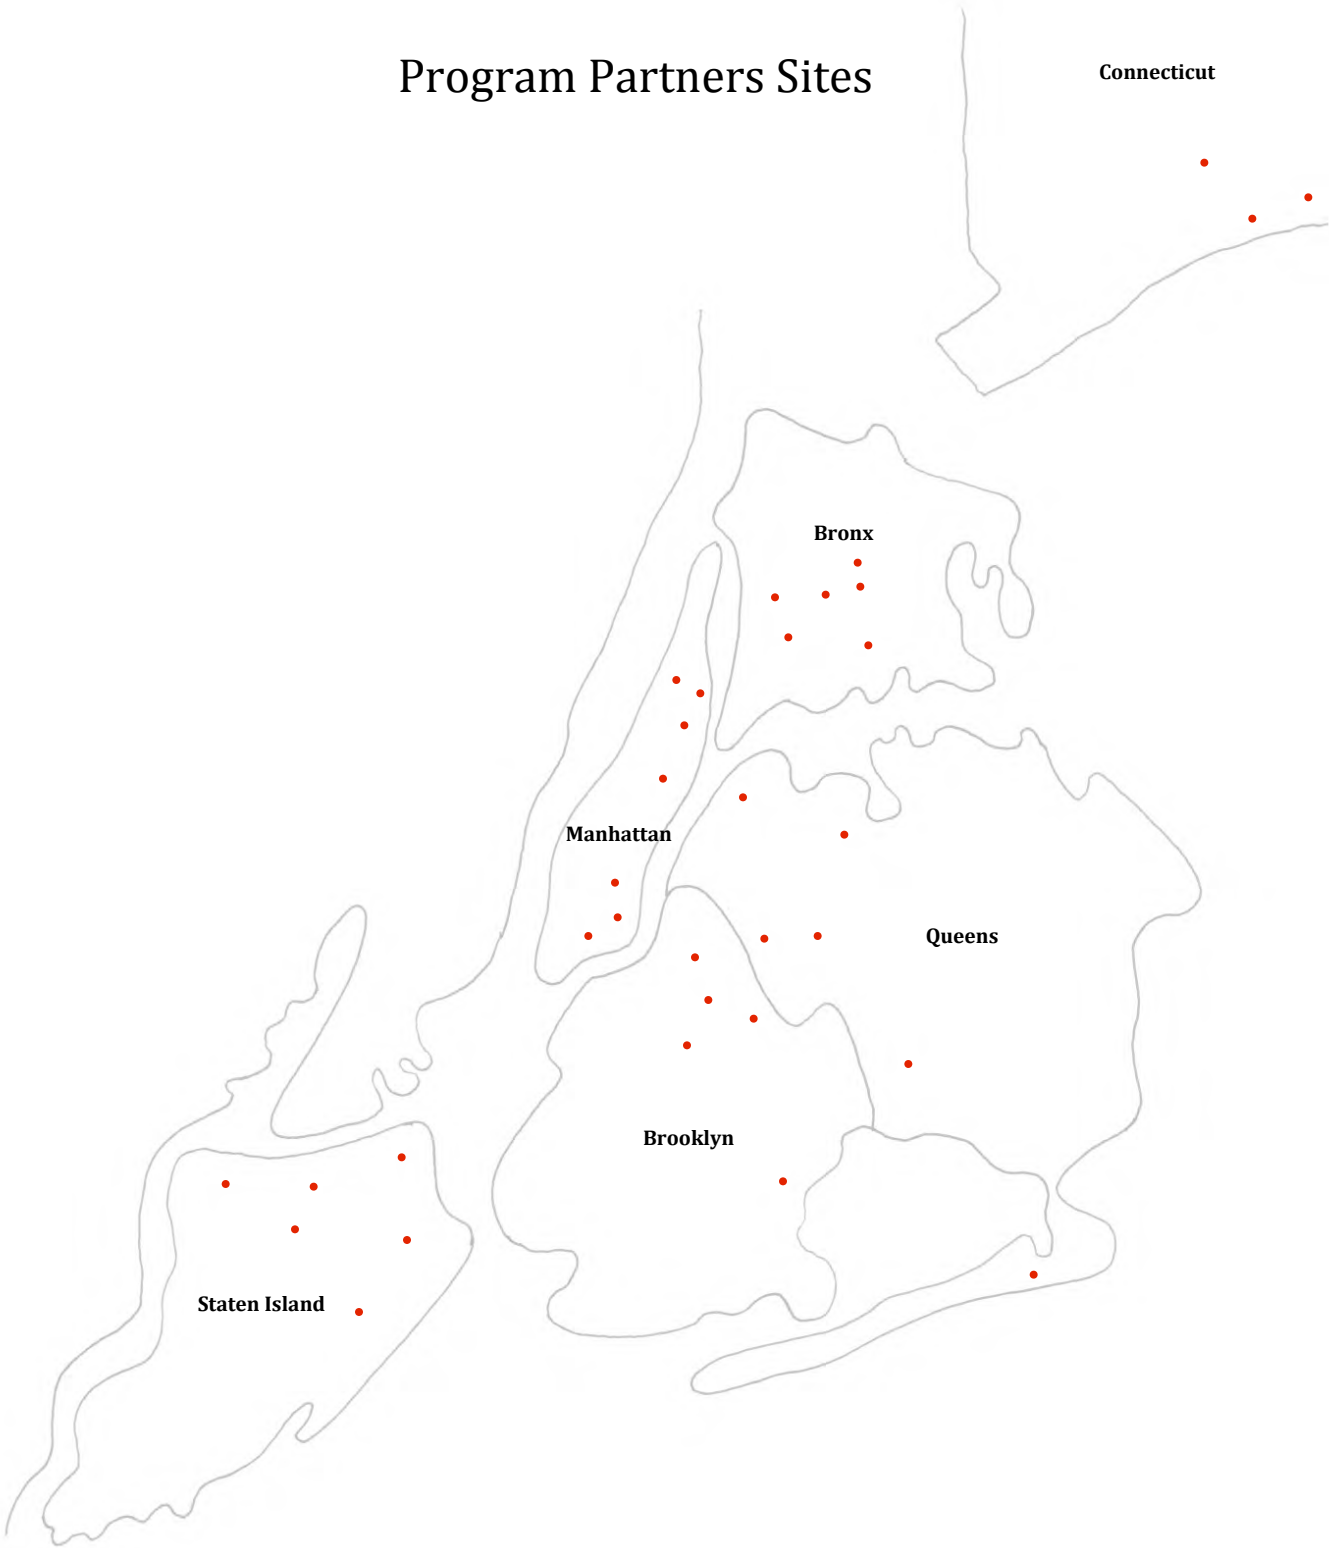 Program Partners Sites
Connecticut
Bronx
Manhattan
Queens
Brooklyn
Staten Island